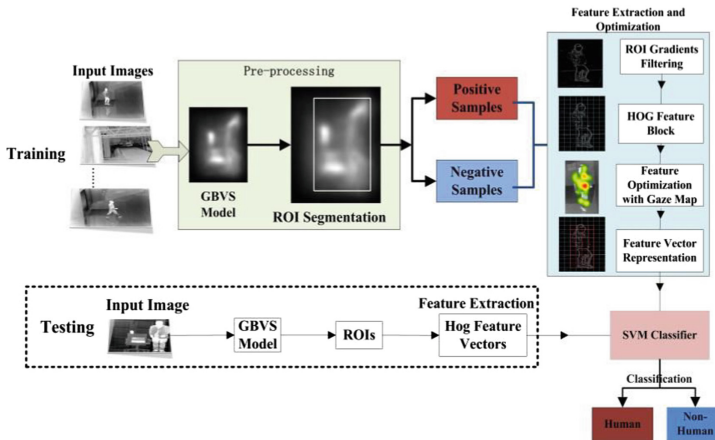 Feature Extraction and
Optimization
Input Images
Pre-processing
Training
GBVS
Model
ROI Segmentation
Positive
Samples
Negative
Samples
ROI Gradients
Filtering
HOG Feature
Block
Feature
Optimization
with Gaze Map
Feature Vector
Representation
Testing
Input Image
GBVS
Model
ROIs
Feature Extraction
Hog Feature
Vectors
SVM Classifier
Classification
Human
Non-
Human